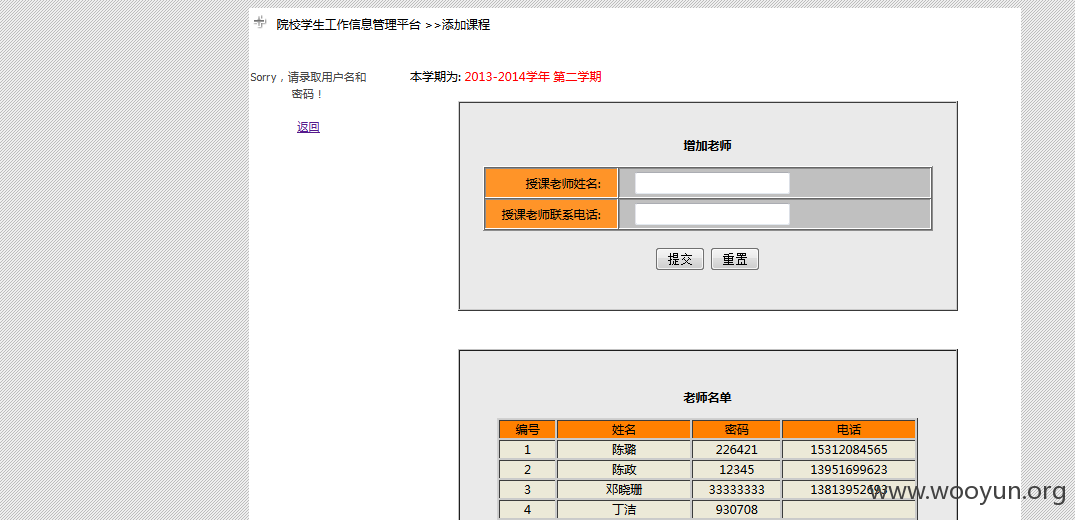 院校学生工作信息管理平台 >>添加课程
Sorry，请录取用户名和
密码！
返回
本学期为: 2013-2014学年 第二学期
增加老师
授课老师姓名:
授课老师联系电话:
提交 重置
老师名单
编号 姓名 密码 电话
1 陈璐 226421 15312084565
2 陈政 12345 13951699623
3 邓晓珊 33333333 13813952693
4 丁洁 930708
www.wooyun.org